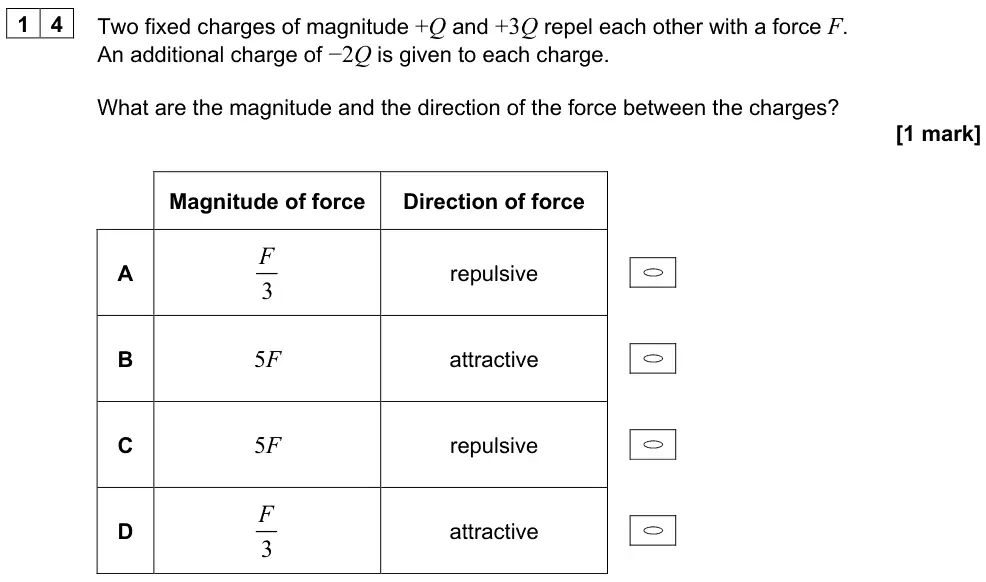 1 4 Two fixed charges of magnitude +Q and +3Q repel each other with a force F.
An additional charge of −2Q is given to each charge.
What are the magnitude and the direction of the force between the charges?
[1 mark]
Magnitude of force Direction of force
A F/3 repulsive
B 5F attractive
C 5F repulsive
D F/3 attractive